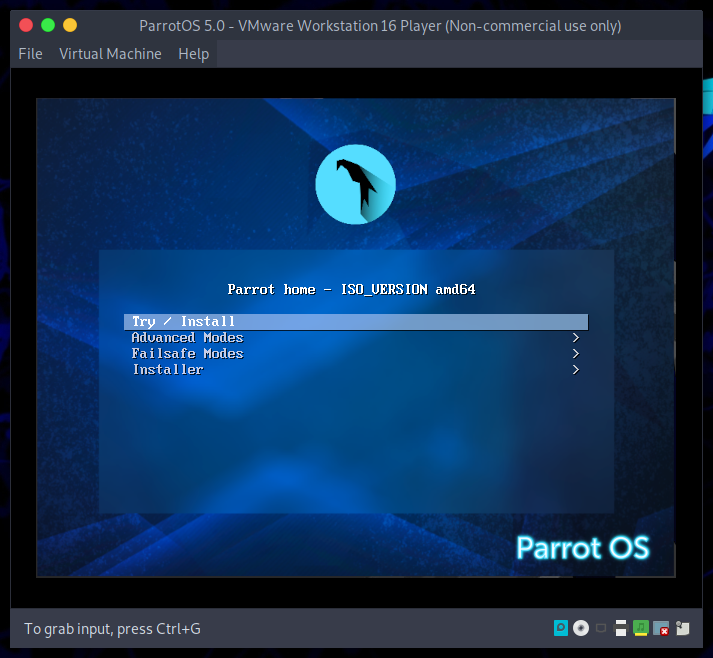 ParrotOS 5.0 - VMware Workstation 16 Player (Non-commercial use only)
File Virtual Machine Help
Parrot home - ISO_VERSION amd64
Try / Install
Advanced Modes >
Failsafe Modes >
Installer >
Parrot OS
To grab input, press Ctrl+G